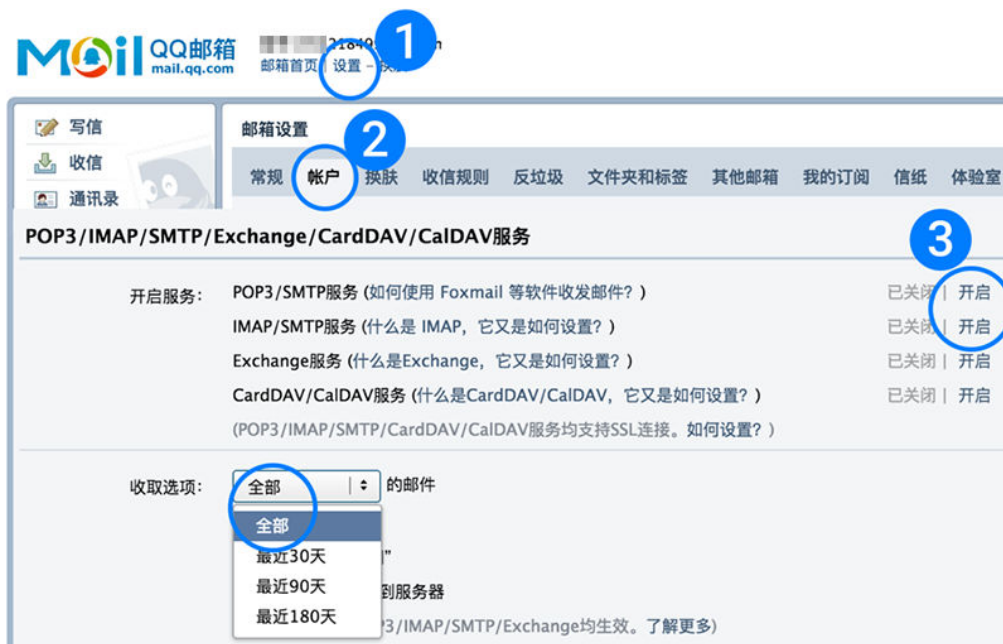 Mail QQ邮箱
mail.qq.com
1
邮箱首页 | 设置 -
写信
收信
通讯录
邮箱设置
2
常规 帐户 换肤 收信规则 反垃圾 文件夹和标签 其他邮箱 我的订阅 信纸 体验室
POP3/IMAP/SMTP/Exchange/CardDAV/CalDAV服务
3
开启服务: POP3/SMTP服务 (如何使用 Foxmail 等软件收发邮件? ) 已关闭 | 开启
IMAP/SMTP服务 (什么是 IMAP，它又是如何设置? ) 已关闭 | 开启
Exchange服务 (什么是Exchange，它又是如何设置? ) 已关闭 | 开启
CardDAV/CalDAV服务 (什么是CardDAV/CalDAV，它又是如何设置? ) 已关闭 | 开启
(POP3/IMAP/SMTP/CardDAV/CalDAV服务均支持SSL连接。如何设置? )
收取选项: 全部 的邮件
全部
最近30天
最近90天 到服务器
最近180天 3/IMAP/SMTP/Exchange均生效。了解更多)